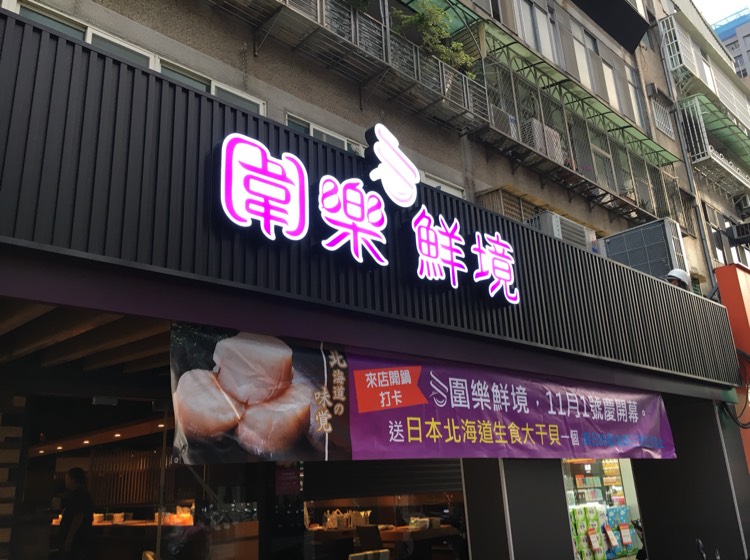 圍樂鮮境
北海道の
味覚
來店開鍋
打卡
圍樂鮮境，11月1號慶開幕。
送日本北海道生食大干貝一個